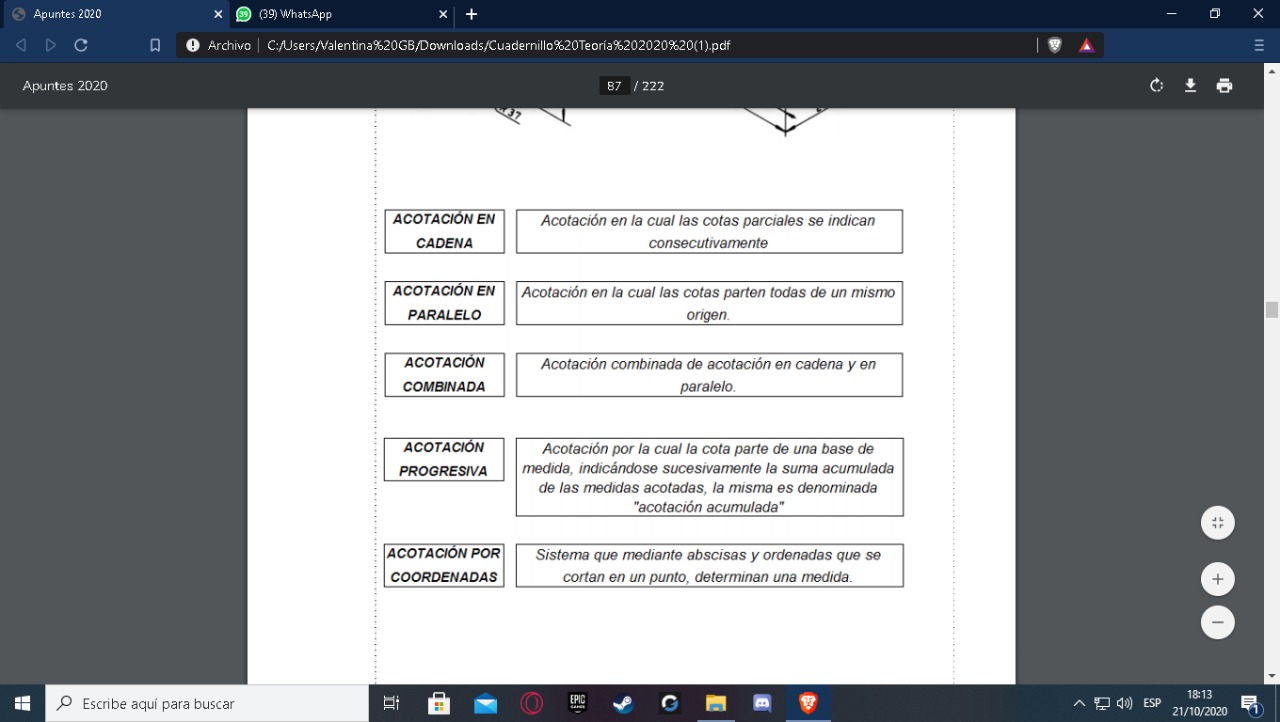 Apuntes 2020
39
(39) WhatsApp
Archivo
C:/Users/Valentina%20GB/Downloads/Cuadernillo%20Teoría%202020%20(1).pdf
Apuntes 2020
87 / 222
37
ACOTACIÓN EN
CADENA
Acotación en la cual las cotas parciales se indican
consecutivamente
ACOTACIÓN EN
PARALELO
Acotación en la cual las cotas parten todas de un mismo
origen.
ACOTACIÓN
COMBINADA
Acotación combinada de acotación en cadena y en
paralelo.
ACOTACIÓN
PROGRESIVA
Acotación por la cual la cota parte de una base de
medida, indicándose sucesivamente la suma acumulada
de las medidas acotadas, la misma es denominada
"acotación acumulada"
ACOTACIÓN POR
COORDENADAS
Sistema que mediante abscisas y ordenadas que se
cortan en un punto, determinan una medida.
Escribe aquí para buscar
EPIC
GAMES
ESP
18:13
21/10/2020
1